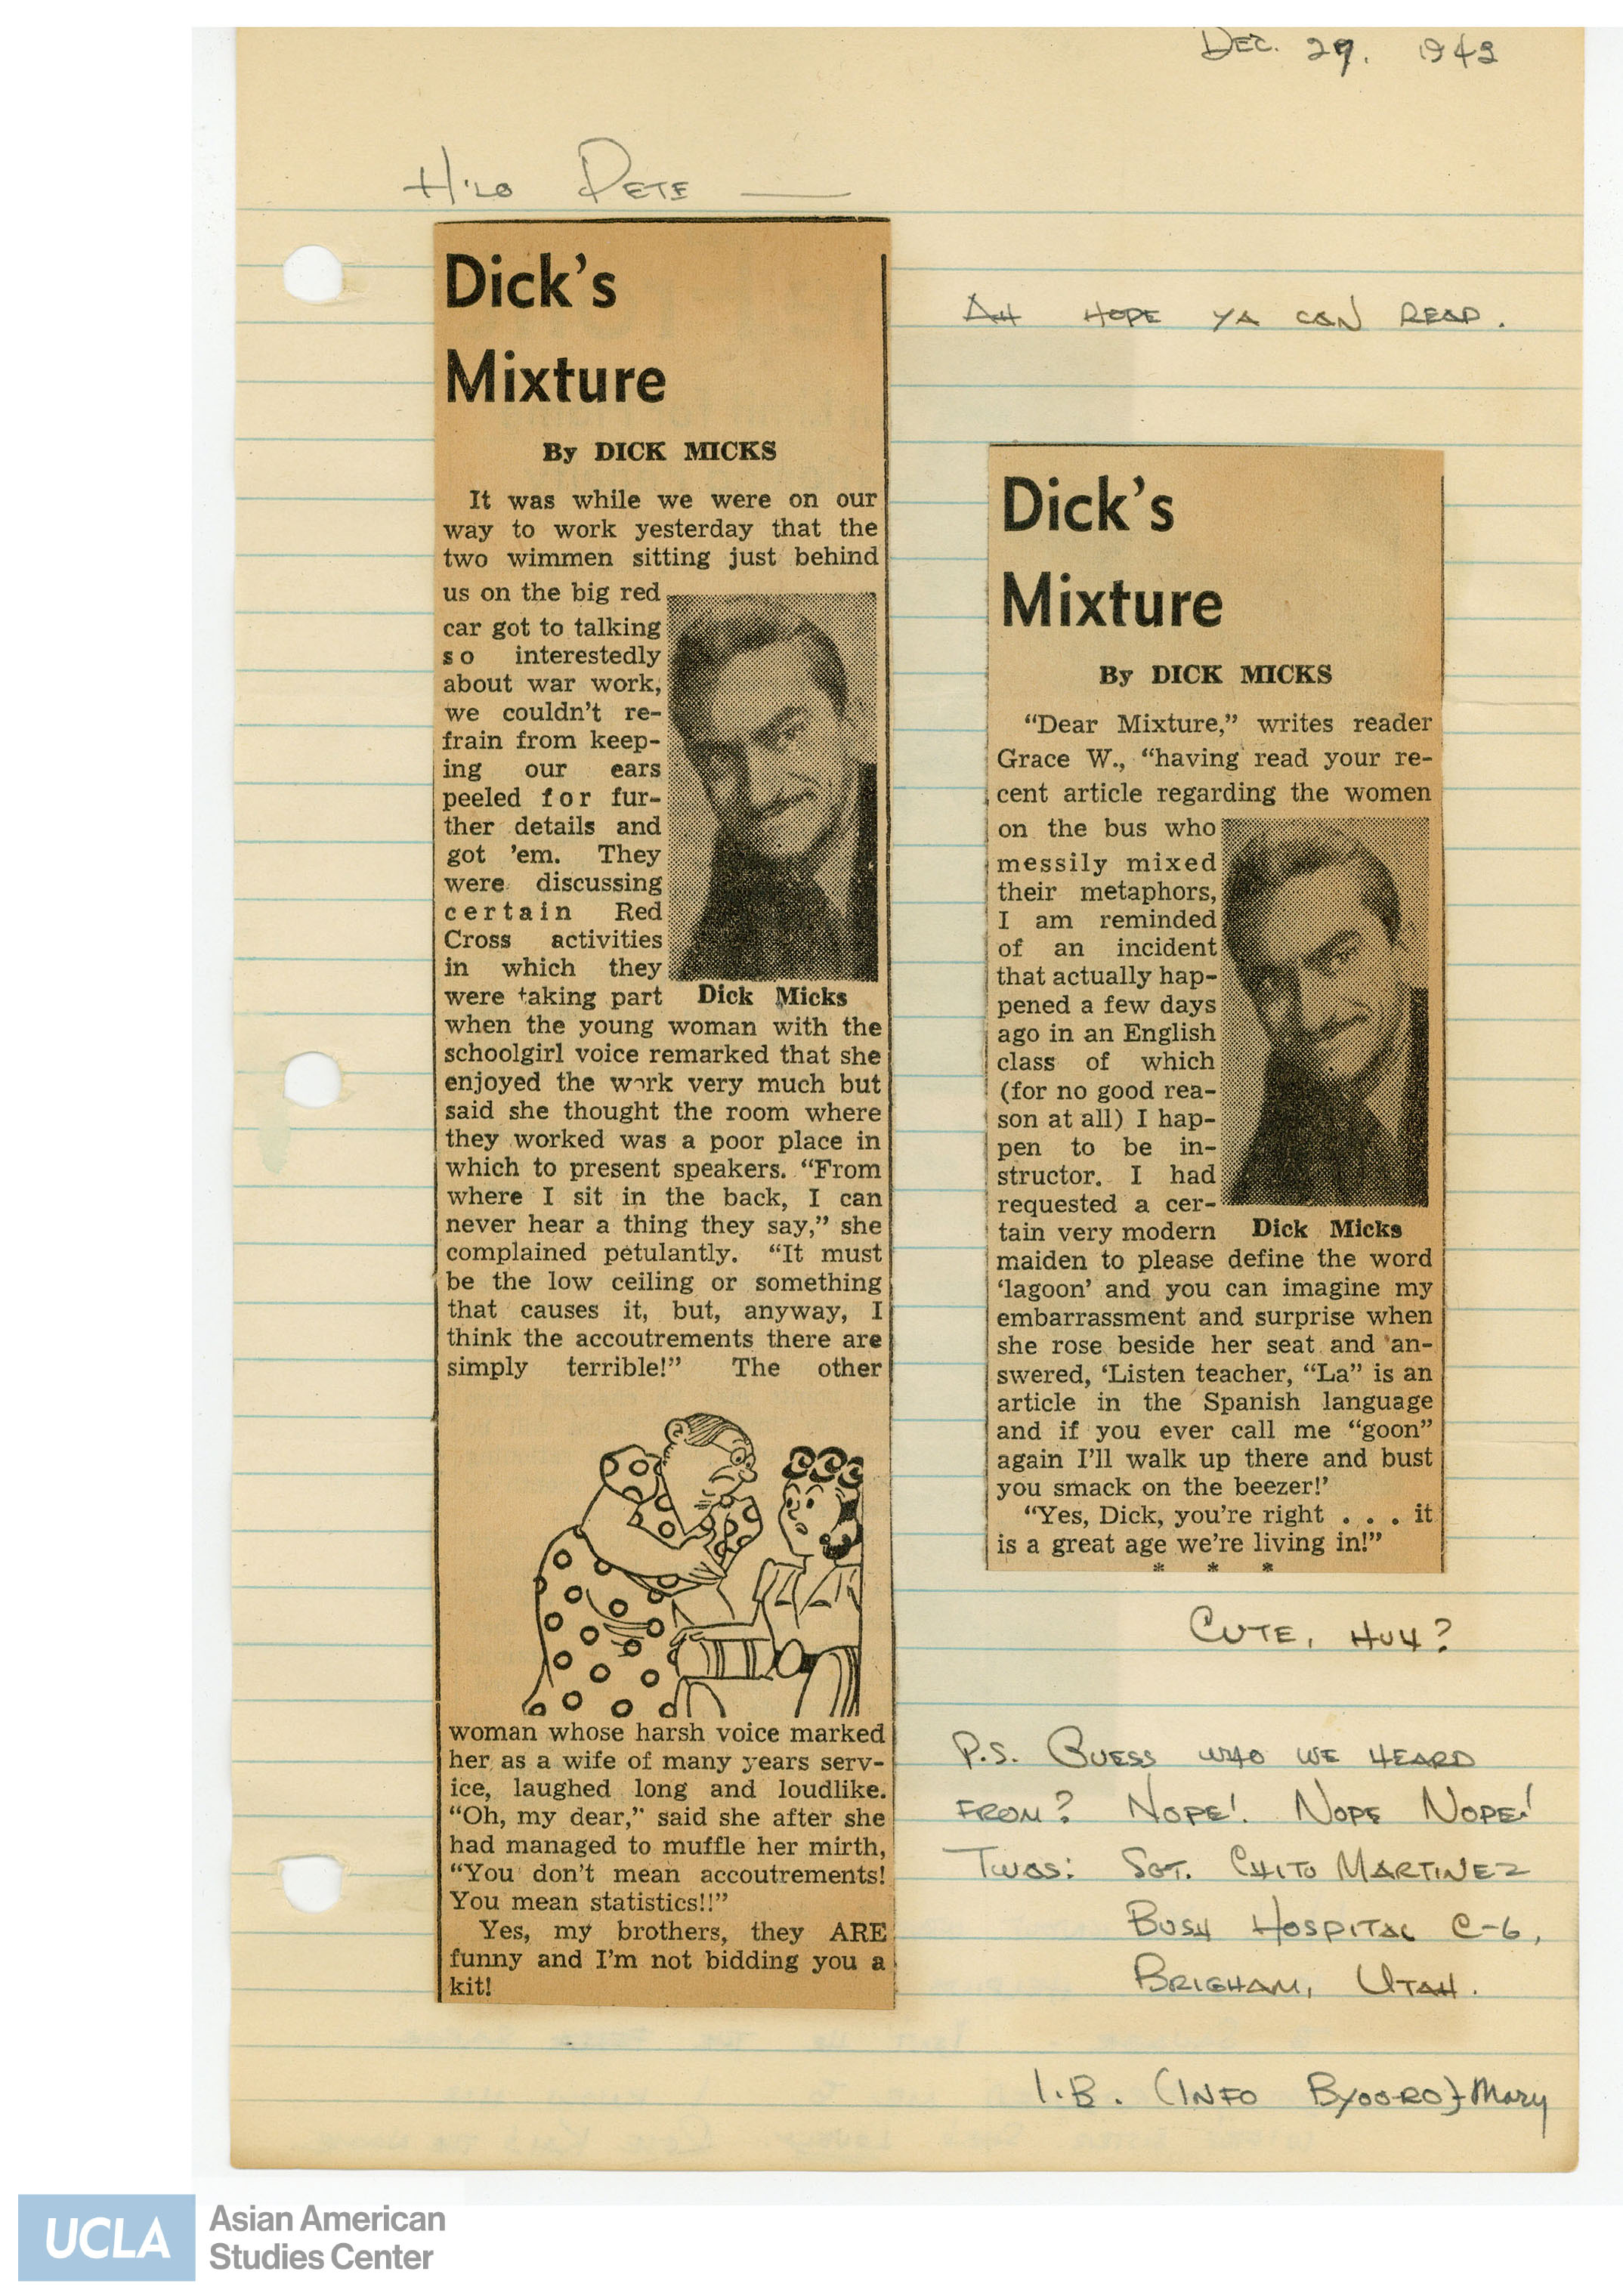 DEC. 29. 1943
H'LO PETE —
Dick's
Mixture
By DICK MICKS
It was while we were on our
way to work yesterday that the
two wimmen sitting just behind
us on the big red
car got to talking
so interestedly
about war work,
we couldn't re-
frain from keep-
ing our ears
peeled for fur-
ther details and
got 'em. They
were discussing
certain Red
Cross activities
in which they
were taking part
Dick Micks
when the young woman with the
schoolgirl voice remarked that she
enjoyed the work very much but
said she thought the room where
they worked was a poor place in
which to present speakers. "From
where I sit in the back, I can
never hear a thing they say," she
complained petulantly. "It must
be the low ceiling or something
that causes it, but, anyway, I
think the accoutrements there are
simply terrible!" The other
woman whose harsh voice marked
her as a wife of many years serv-
ice, laughed long and loudlike.
"Oh, my dear," said she after she
had managed to muffle her mirth,
"You don't mean accoutrements!
You mean statistics!!"
Yes, my brothers, they ARE
funny and I'm not bidding you a
kit!
AH HOPE YA CAN READ.
Dick's
Mixture
By DICK MICKS
"Dear Mixture," writes reader
Grace W., "having read your re-
cent article regarding the women
on the bus who
messily mixed
their metaphors,
I am reminded
of an incident
that actually hap-
pened a few days
ago in an English
class of which
(for no good rea-
son at all) I hap-
pen to be in-
structor. I had
requested a cer-
tain very modern
Dick Micks
maiden to please define the word
'lagoon' and you can imagine my
embarrassment and surprise when
she rose beside her seat and an-
swered, 'Listen teacher, "La" is an
article in the Spanish language
and if you ever call me "goon"
again I'll walk up there and bust
you smack on the beezer!'
"Yes, Dick, you're right . . . it
is a great age we're living in!"
* * *
CUTE, HUH?
P.S. GUESS WHO WE HEARD
FROM? NOPE! NOPE NOPE!
TWAS: SGT. CHITO MARTINEZ
BUSH HOSPITAL C-6,
BRIGHAM, UTAH.
I.B. (INFO BYOORO) Mary
UCLA
Asian American
Studies Center